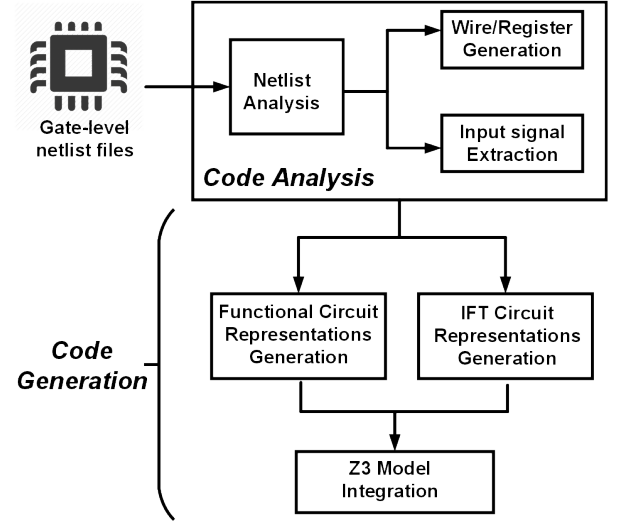 Gate-level
netlist files
Netlist
Analysis
Wire/Register
Generation
Input signal
Extraction
Code Analysis
Code
Generation
Functional Circuit
Representations
Generation
IFT Circuit
Representations
Generation
Z3 Model
Integration